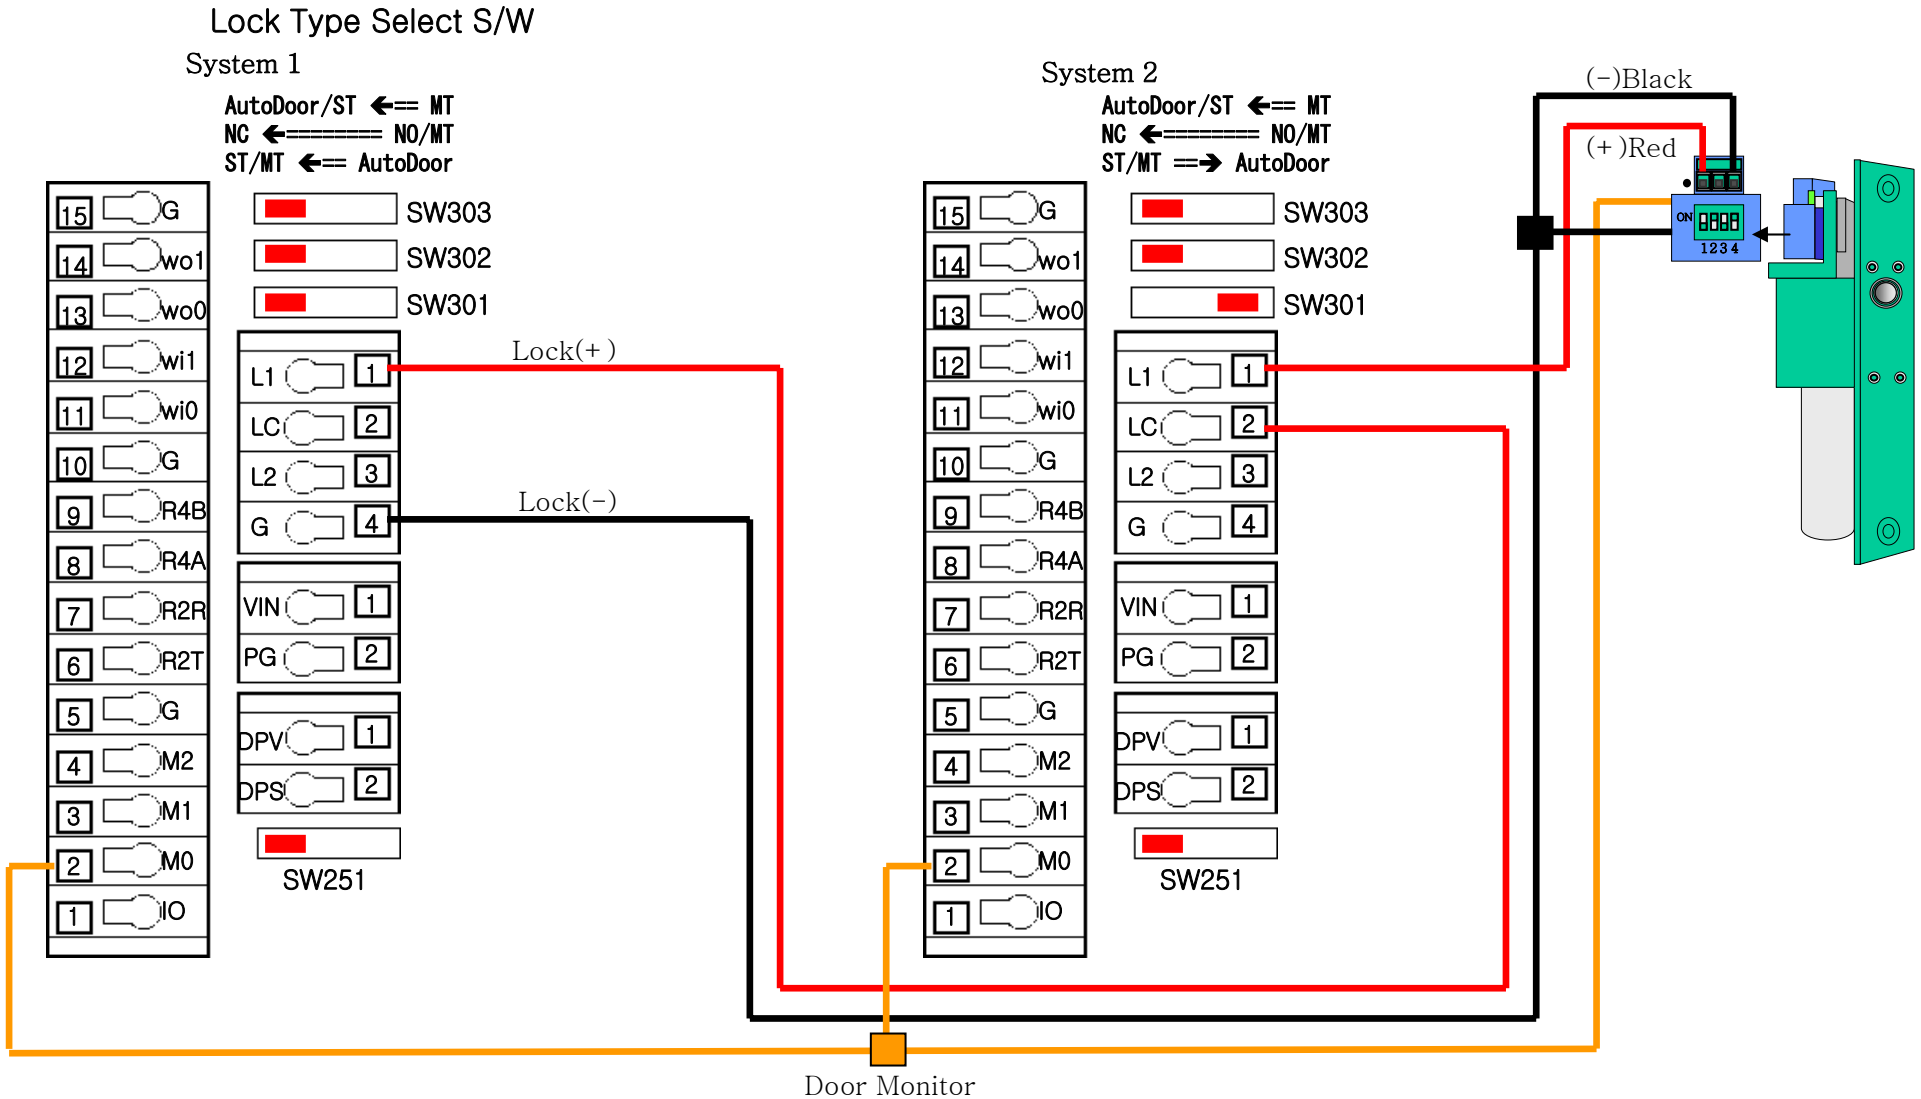 Lock Type Select S/W
System 1
AutoDoor/ST ←== MT
NC ←======== NO/MT
ST/MT ←== AutoDoor
SW303
SW302
SW301
15 G
14 wo1
13 wo0
12 wi1
11 wi0
10 G
9 R4B
8 R4A
7 R2R
6 R2T
5 G
4 M2
3 M1
2 M0
1 IO
L1 1
LC 2
L2 3
G 4
VIN 1
PG 2
DPV 1
DPS 2
SW251
Lock(+)
Lock(-)
System 2
AutoDoor/ST ←== MT
NC ←======== NO/MT
ST/MT ==→ AutoDoor
SW303
SW302
SW301
15 G
14 wo1
13 wo0
12 wi1
11 wi0
10 G
9 R4B
8 R4A
7 R2R
6 R2T
5 G
4 M2
3 M1
2 M0
1 IO
L1 1
LC 2
L2 3
G 4
VIN 1
PG 2
DPV 1
DPS 2
SW251
(-)Black
(+)Red
ON
1234
Door Monitor